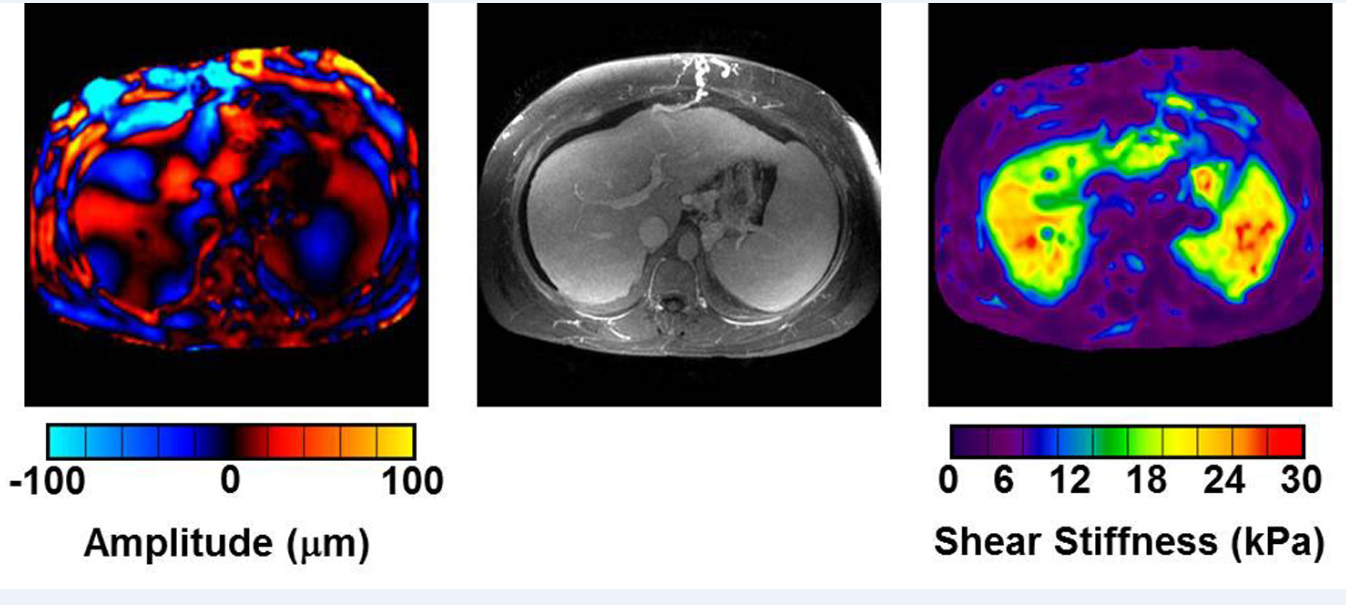 -100 0 100
Amplitude (μm)
0 6 12 18 24 30
Shear Stiffness (kPa)